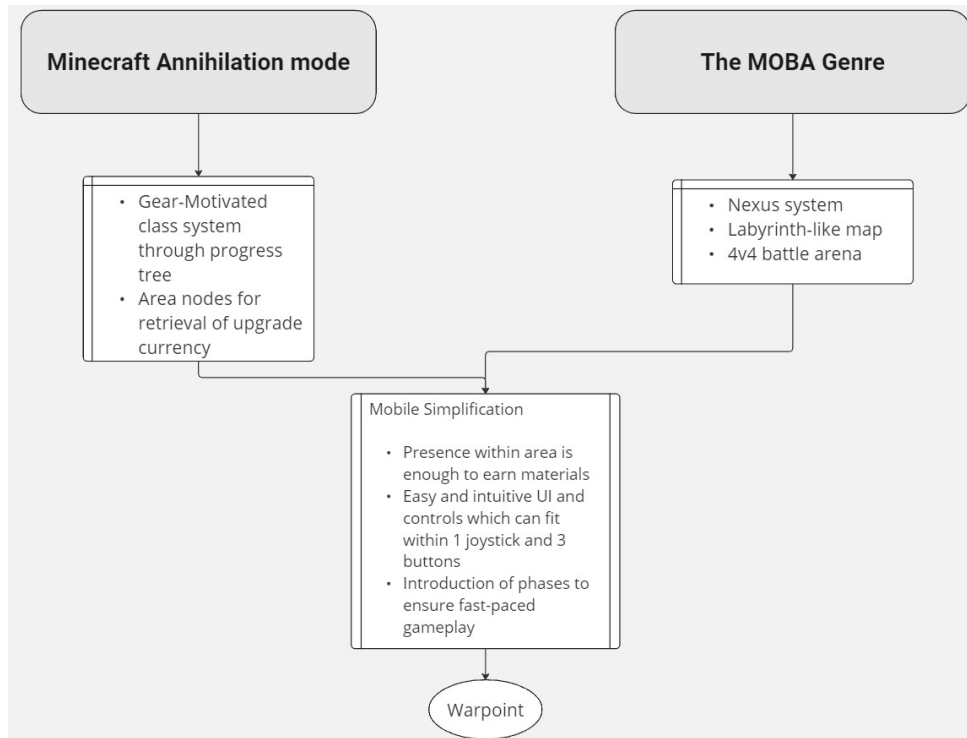 Minecraft Annihilation mode
The MOBA Genre
• Gear-Motivated
class system
through progress
tree
• Area nodes for
retrieval of upgrade
currency
• Nexus system
• Labyrinth-like map
• 4v4 battle arena
Mobile Simplification
• Presence within area is
enough to earn materials
• Easy and intuitive UI and
controls which can fit
within 1 joystick and 3
buttons
• Introduction of phases to
ensure fast-paced
gameplay
Warpoint